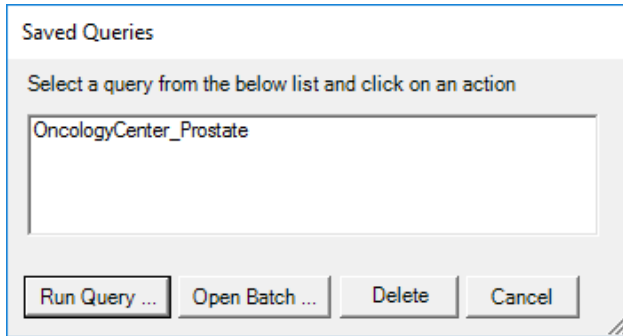 Saved Queries
Select a query from the below list and click on an action
OncologyCenter_Prostate
Run Query ... Open Batch ... Delete Cancel